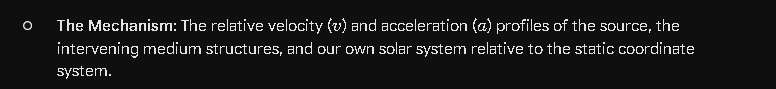 The Mechanism: The relative velocity (v) and acceleration (a) profiles of the source, the
intervening medium structures, and our own solar system relative to the static coordinate
system.